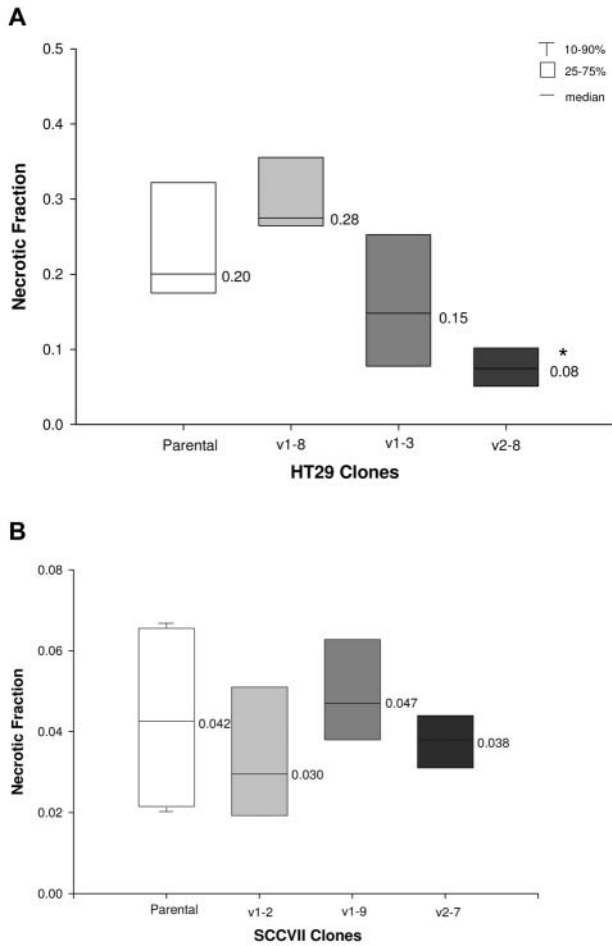 A
10-90%
25-75%
median
0.5
0.4
0.3
0.2
0.1
0.0
Necrotic Fraction
0.20
0.28
0.15
*
0.08
Parental v1-8 v1-3 v2-8
HT29 Clones
B
0.08
0.06
0.04
0.02
0.00
Necrotic Fraction
0.042
0.030
0.047
0.038
Parental v1-2 v1-9 v2-7
SCCVII Clones